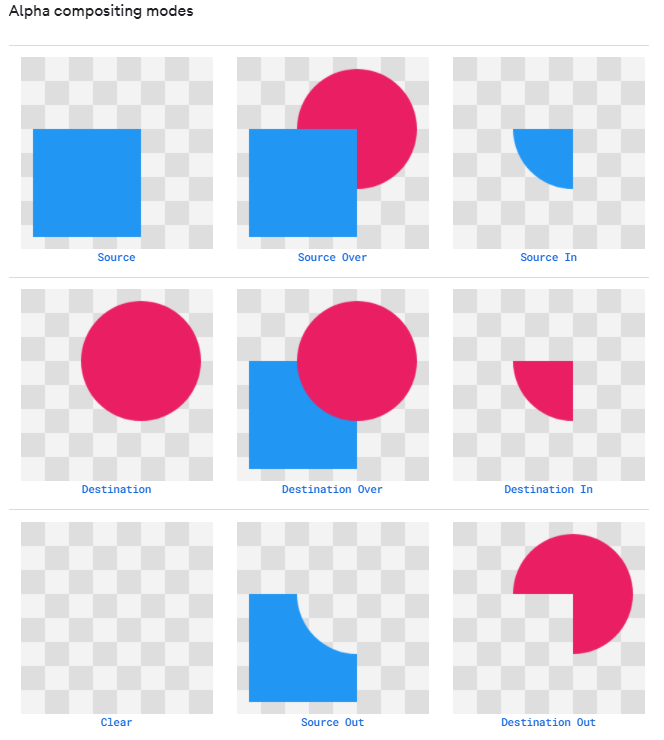 Alpha compositing modes
Source
Source Over
Source In
Destination
Destination Over
Destination In
Clear
Source Out
Destination Out